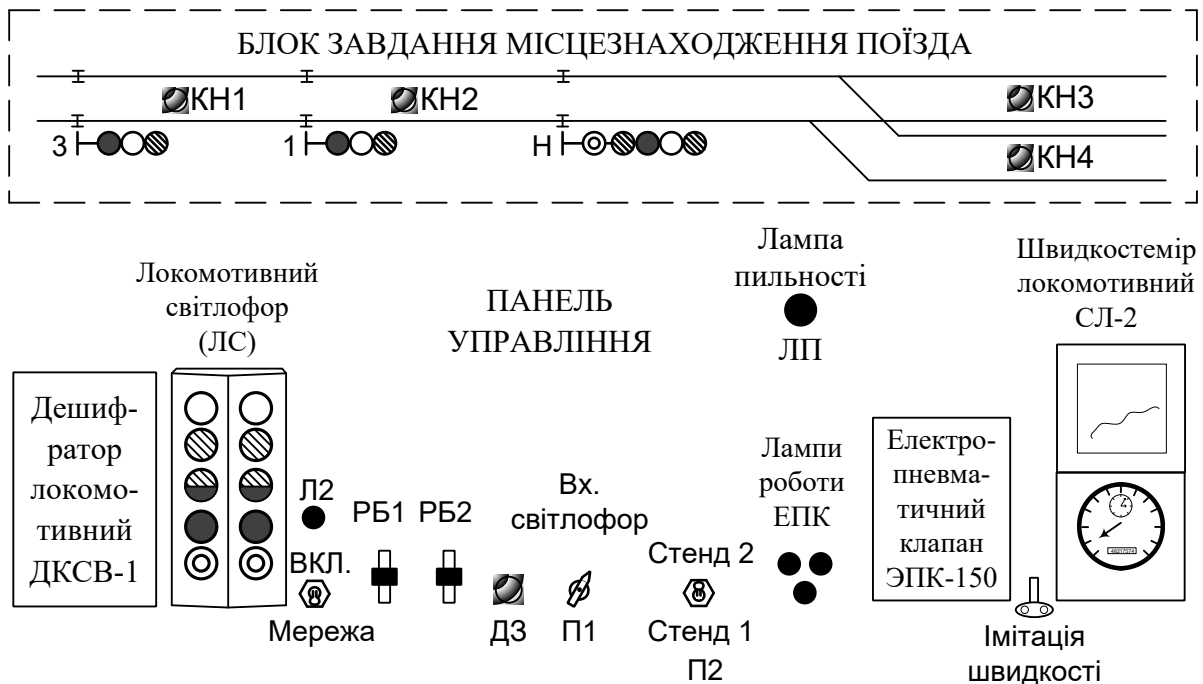 БЛОК ЗАВДАННЯ МІСЦЕЗНАХОДЖЕННЯ ПОЇЗДА
КН1
КН2
КН3
3
1
Н
КН4
Локомотивний
світлофор
(ЛС)
ПАНЕЛЬ
УПРАВЛІННЯ
Лампа
пильності
ЛП
Швидкостемір
локомотивний
СЛ-2
Дешиф-
ратор
локомо-
тивний
ДКСВ-1
Л2
ВКЛ.
Мережа
РБ1
РБ2
ДЗ
Вх.
світлофор
П1
Стенд 2
Стенд 1
П2
Лампи
роботи
ЕПК
Електро-
пневма-
тичний
клапан
ЭПК-150
Імітація
швидкості